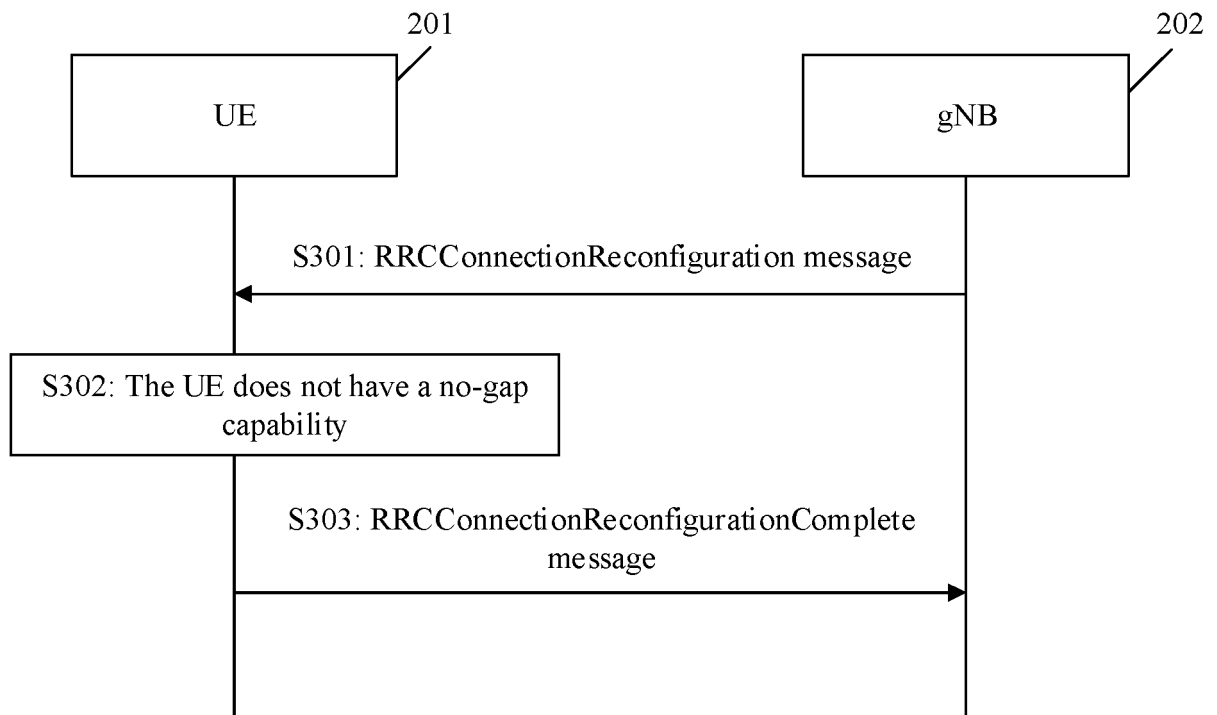 201
202
UE
gNB
S301: RRCConnectionReconfiguration message
S302: The UE does not have a no-gap
capability
S303: RRCConnectionReconfigurationComplete
message